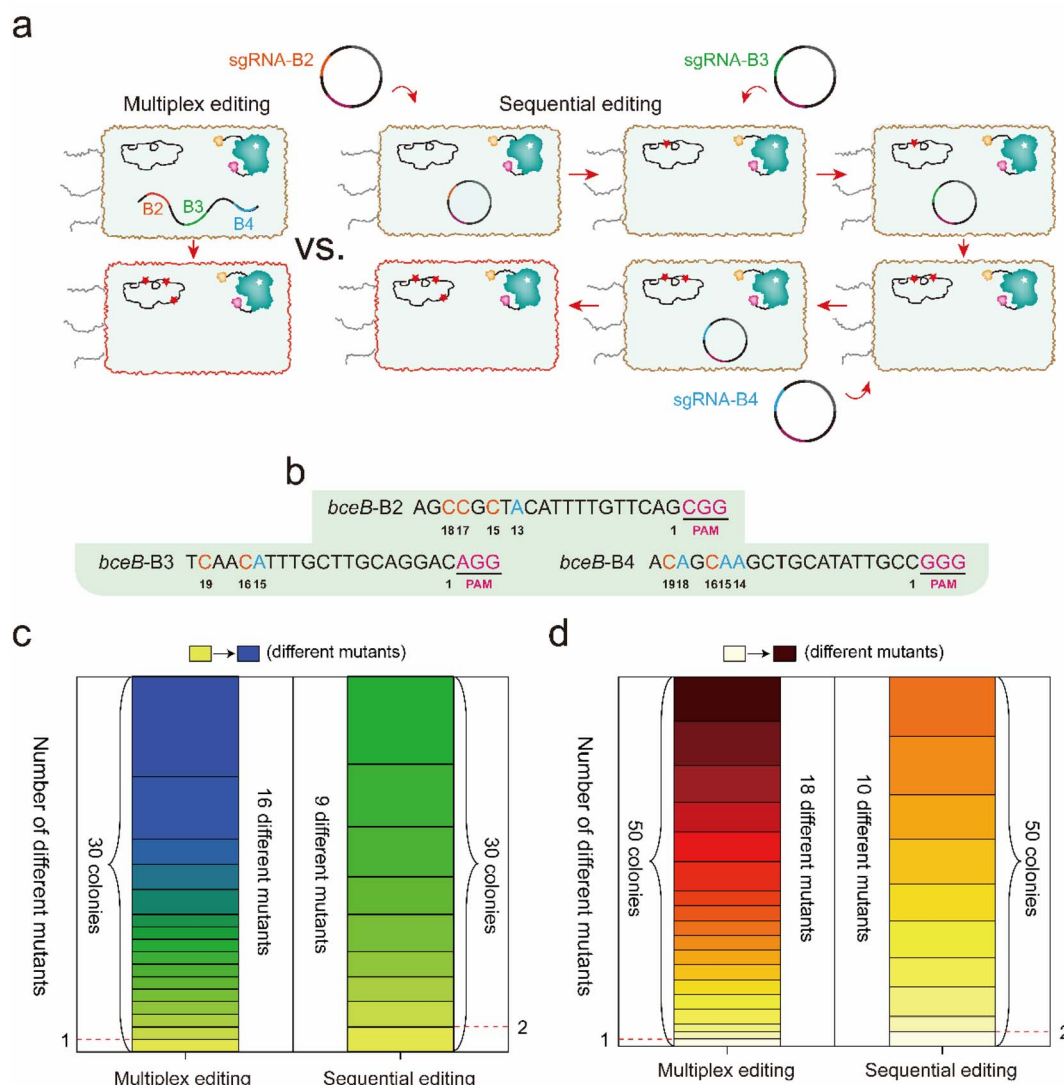 a
sgRNA-B2
sgRNA-B3
Multiplex editing
Sequential editing
B2
B3
B4
VS.
sgRNA-B4
b
bceB-B2 AGCCGCTACATTTTGTTCAGCGG
18 17 15 13 1 PAM
bceB-B3 TCAACATTTGCTTGCAGGACAGG
19 16 15 1 PAM
bceB-B4 ACAGCAAGCTGCATATTGCCGGG
19 18 16 15 14 1 PAM
c
(different mutants)
Number of different mutants
30 colonies
16 different mutants
9 different mutants
30 colonies
1
2
Multiplex editing
Sequential editing
d
(different mutants)
Number of different mutants
50 colonies
18 different mutants
10 different mutants
50 colonies
1
2
Multiplex editing
Sequential editing